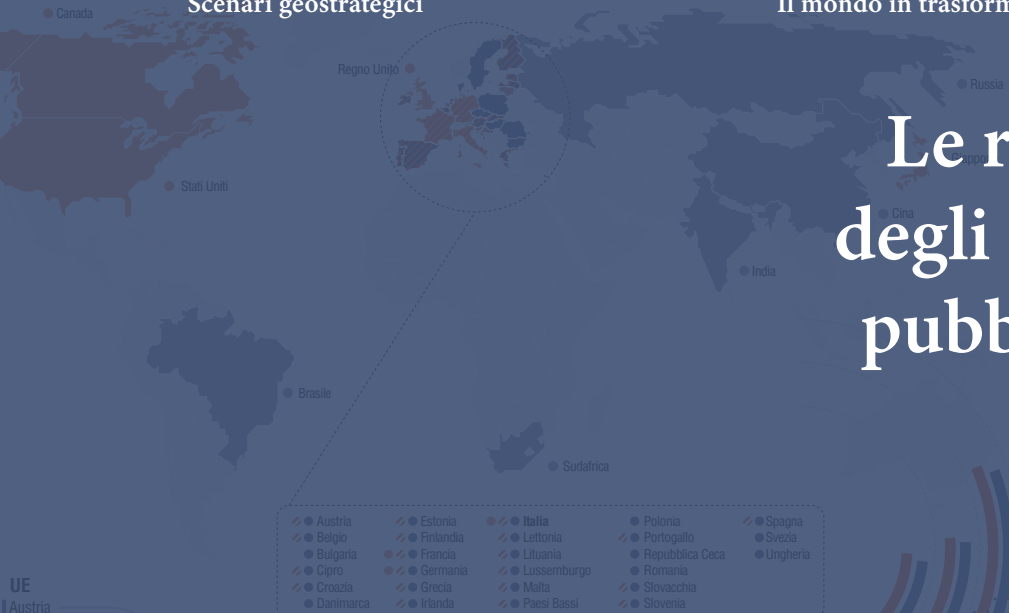 Scenari geostrategici
Il mondo in trasform
Canada
Regno Unito
Russia
Le r
Giappo
Stati Uniti
Cina
degli
India
pubb
Brasile
Sudafrica
Austria
Belgio
Bulgaria
Cipro
Croazia
Danimarca
Estonia
Finlandia
Francia
Germania
Grecia
Irlanda
Italia
Lettonia
Lituania
Lussemburgo
Malta
Paesi Bassi
Polonia
Portogallo
Repubblica Ceca
Romania
Slovacchia
Slovenia
Spagna
Svezia
Ungheria
UE
Austria